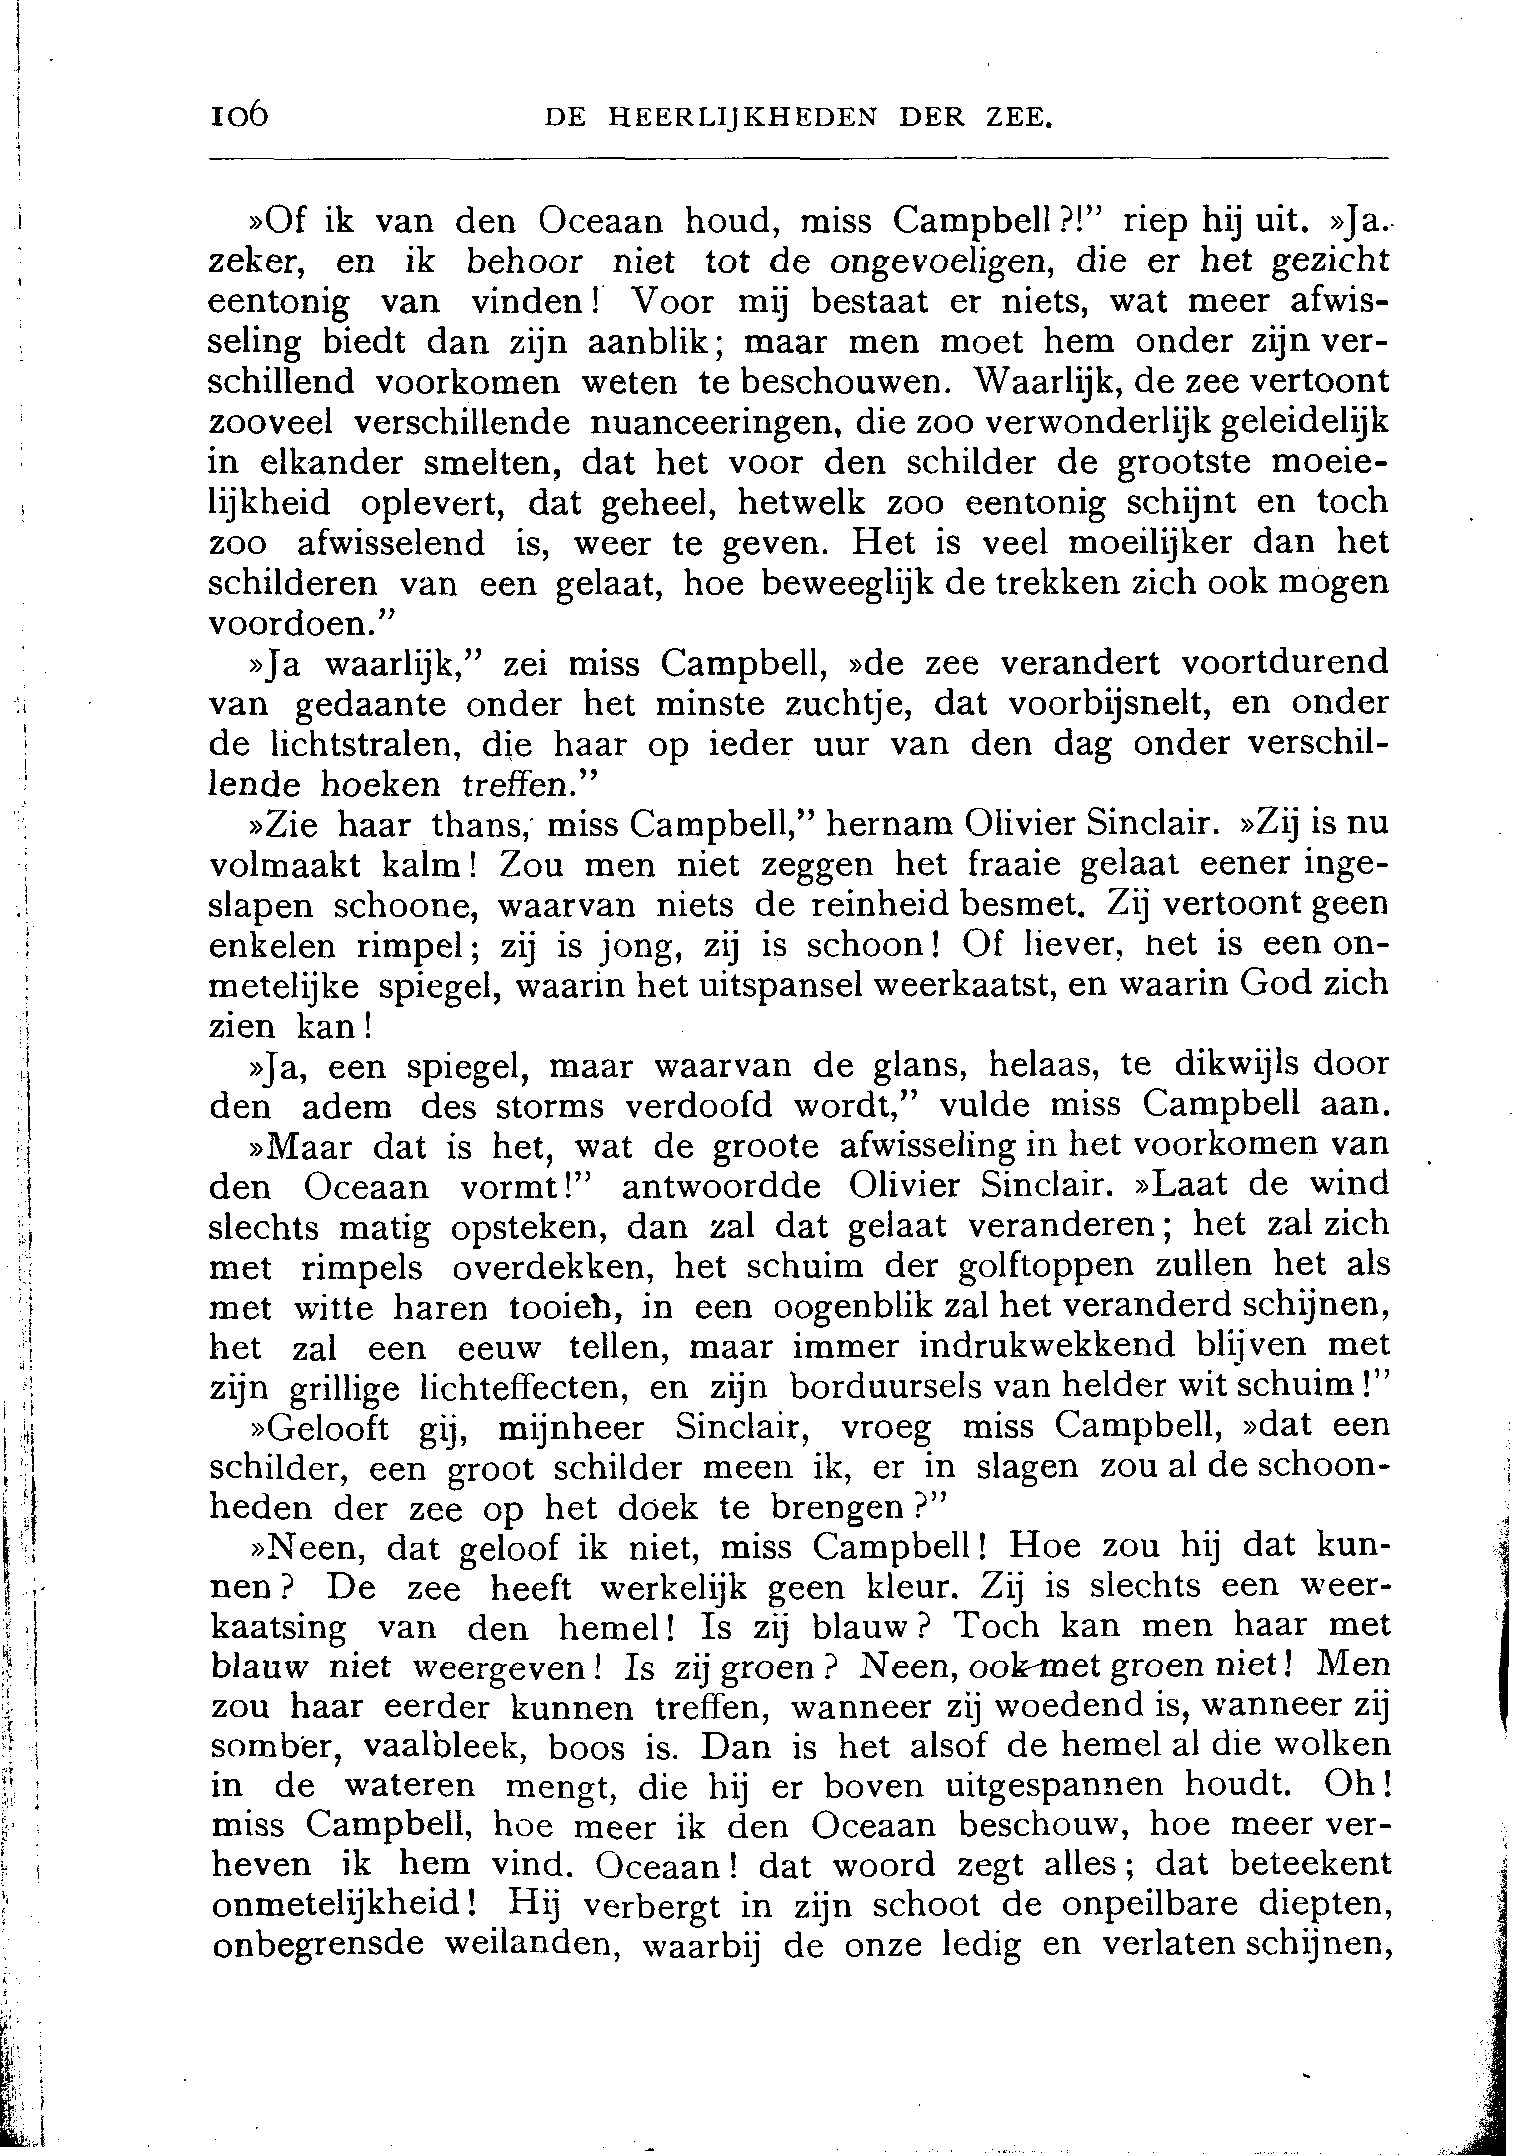 106 DE HEERLIJKHEDEN DER ZEE.
»Of ik van den Oceaan houd, miss Campbell?!” riep hij uit. »Ja.
zeker, en ik behoor niet tot de ongevoeligen, die er het gezicht
eentonig van vinden! Voor mij bestaat er niets, wat meer afwis-
seling biedt dan zijn aanblik; maar men moet hem onder zijn ver-
schillend voorkomen weten te beschouwen. Waarlijk, de zee vertoont
zooveel verschillende nuanceeringen, die zoo verwonderlijk geleidelijk
in elkander smelten, dat het voor den schilder de grootste moeie-
lijkheid oplevert, dat geheel, hetwelk zoo eentonig schijnt en toch
zoo afwisselend is, weer te geven. Het is veel moeilijker dan het
schilderen van een gelaat, hoe beweeglijk de trekken zich ook mogen
voordoen.”
»Ja waarlijk,” zei miss Campbell, »de zee verandert voortdurend
van gedaante onder het minste zuchtje, dat voorbijsnelt, en onder
de lichtstralen, die haar op ieder uur van den dag onder verschil-
lende hoeken treffen.”
»Zie haar thans, miss Campbell,” hernam Olivier Sinclair. »Zij is nu
volmaakt kalm! Zou men niet zeggen het fraaie gelaat eener inge-
slapen schoone, waarvan niets de reinheid besmet. Zij vertoont geen
enkelen rimpel; zij is jong, zij is schoon! Of liever, het is een on-
metelijke spiegel, waarin het uitspansel weerkaatst, en waarin God zich
zien kan!
»Ja, een spiegel, maar waarvan de glans, helaas, te dikwijls door
den adem des storms verdoofd wordt,” vulde miss Campbell aan.
»Maar dat is het, wat de groote afwisseling in het voorkomen van
den Oceaan vormt!” antwoordde Olivier Sinclair. »Laat de wind
slechts matig opsteken, dan zal dat gelaat veranderen; het zal zich
met rimpels overdekken, het schuim der golftoppen zullen het als
met witte haren tooien, in een oogenblik zal het veranderd schijnen,
het zal een eeuw tellen, maar immer indrukwekkend blijven met
zijn grillige lichteffecten, en zijn borduursels van helder wit schuim!”
»Gelooft gij, mijnheer Sinclair, vroeg miss Campbell, »dat een
schilder, een groot schilder meen ik, er in slagen zou al de schoon-
heden der zee op het doek te brengen?”
»Neen, dat geloof ik niet, miss Campbell! Hoe zou hij dat kun-
nen? De zee heeft werkelijk geen kleur. Zij is slechts een weer-
kaatsing van den hemel! Is zij blauw? Toch kan men haar met
blauw niet weergeven! Is zij groen? Neen, ook met groen niet! Men
zou haar eerder kunnen treffen, wanneer zij woedend is, wanneer zij
somber, vaalbleek, boos is. Dan is het alsof de hemel al die wolken
in de wateren mengt, die hij er boven uitgespannen houdt. Oh!
miss Campbell, hoe meer ik den Oceaan beschouw, hoe meer ver-
heven ik hem vind. Oceaan! dat woord zegt alles; dat beteekent
onmetelijkheid! Hij verbergt in zijn schoot de onpeilbare diepten,
onbegrensde weilanden, waarbij de onze ledig en verlaten schijnen,